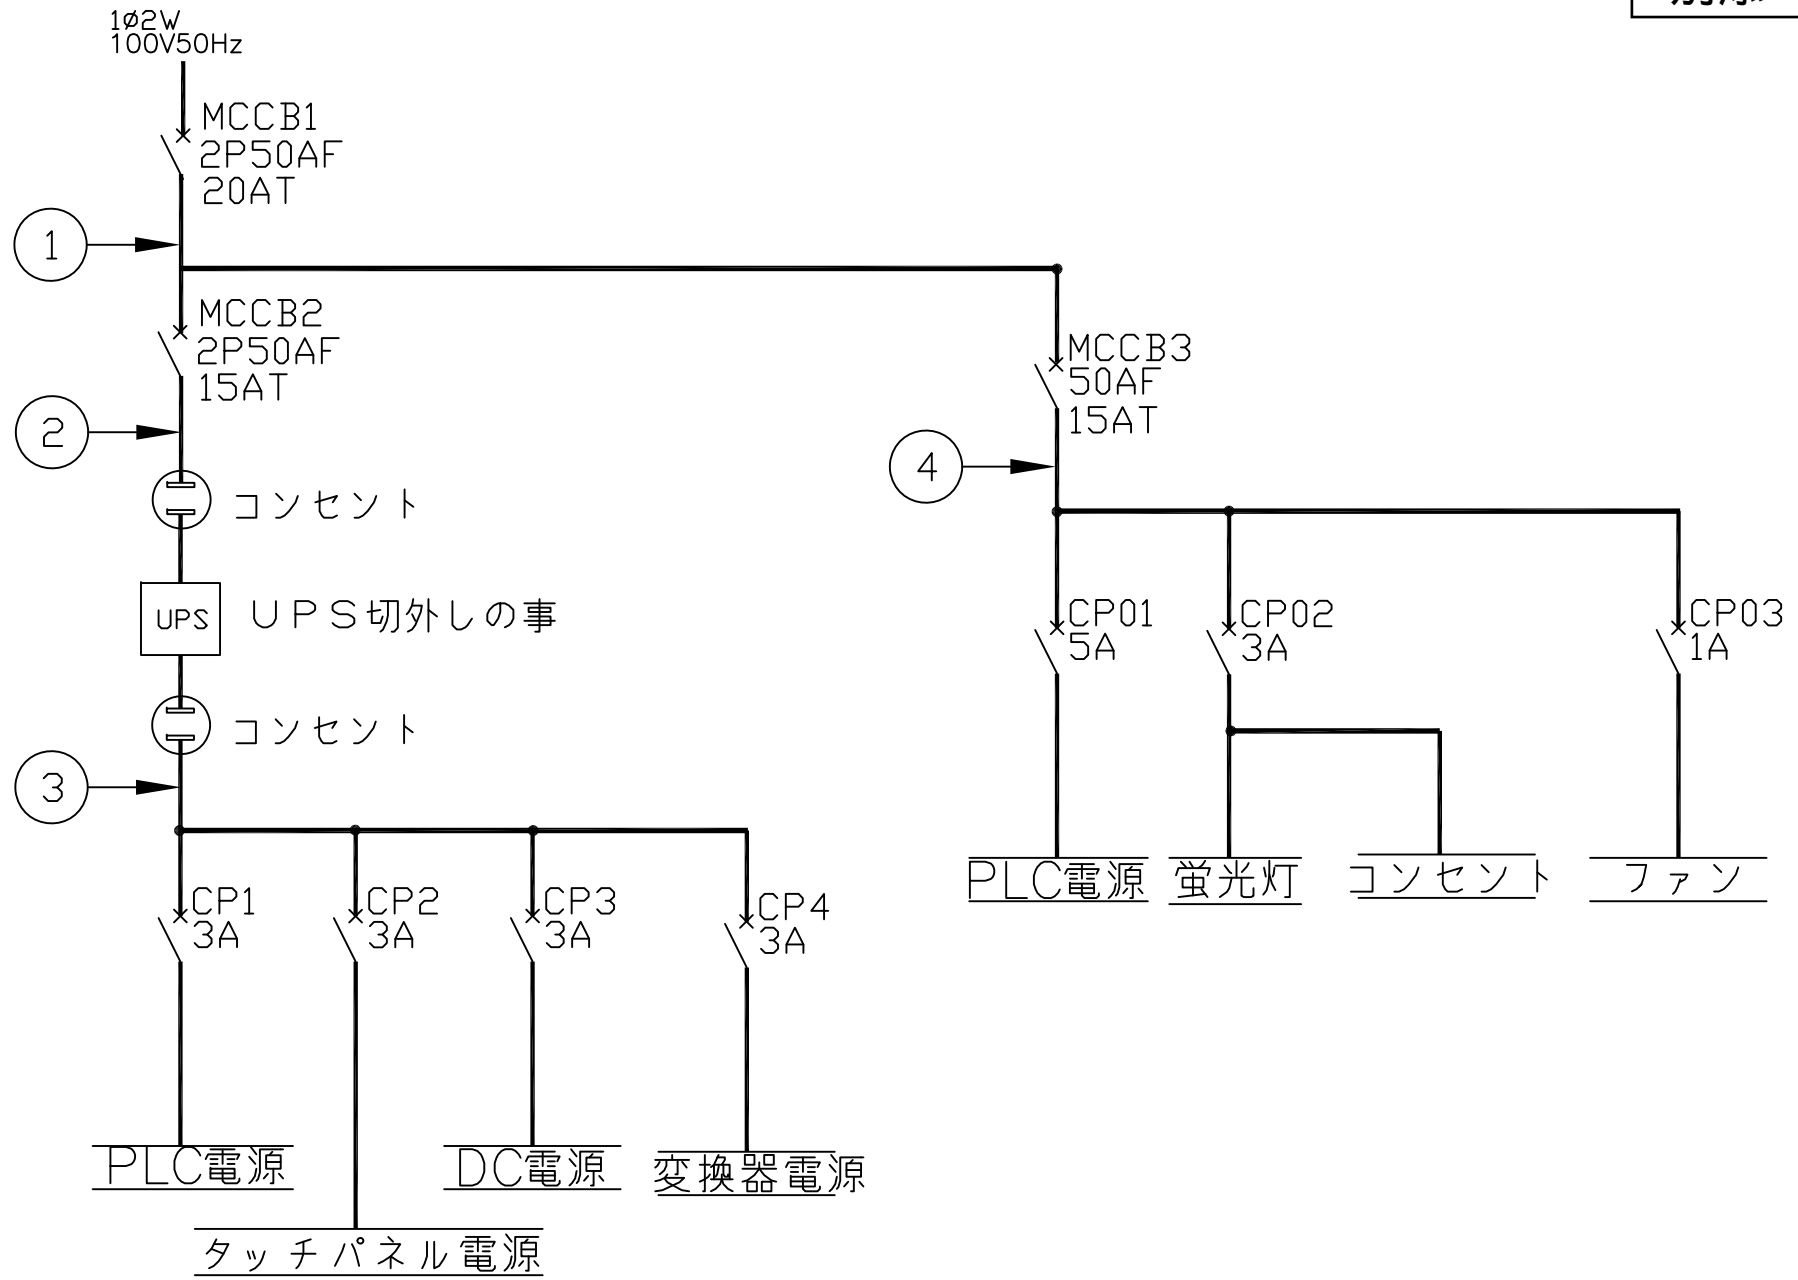 1ø2W
100V50Hz
MCCB1
2P50AF
20AT
1
MCCB2
2P50AF
15AT
MCCB3
50AF
15AT
2
4
コンセント
UPS
UPS切外しの事
CP01
5A
CP02
3A
CP03
1A
コンセント
3
PLC電源
蛍光灯
コンセント
ファン
CP1
3A
CP2
3A
CP3
3A
CP4
3A
PLC電源
DC電源
変換器電源
タッチパネル電源